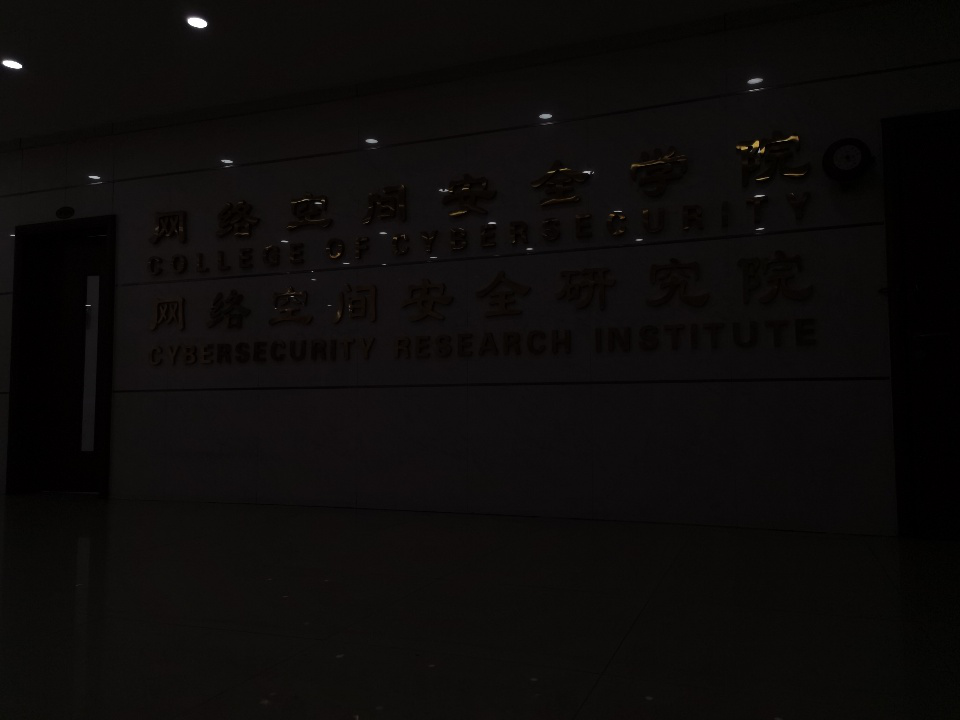 网络空间安全学院
COLLEGE OF CYBERSECURITY
网络空间安全研究院
CYBERSECURITY RESEARCH INSTITUTE